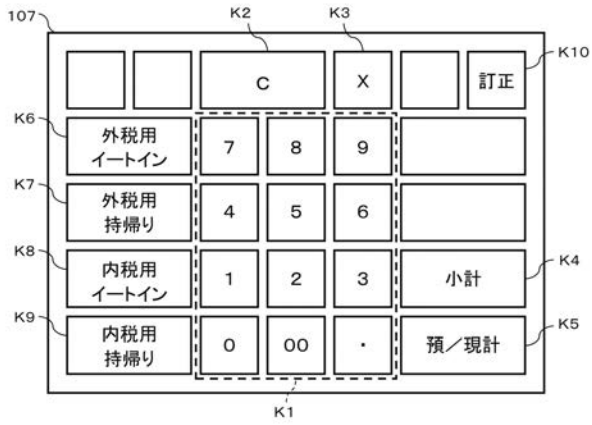 107
K2
K3
K10
C
X
訂正
K6
外税用
イートイン
7
8
9
K7
外税用
持帰り
4
5
6
K8
内税用
イートイン
1
2
3
小計
K4
K9
内税用
持帰り
0
00
・
預／現計
K5
K1